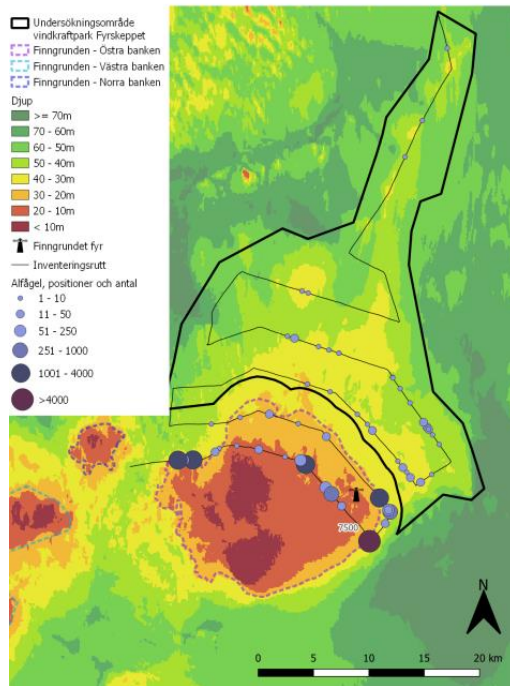 Undersökningsområde
vindkraftpark Fyrskeppet
Finngrunden - Östra banken
Finngrunden - Västra banken
Finngrunden - Norra banken
Djup
>= 70m
70 - 60m
60 - 50m
50 - 40m
40 - 30m
30 - 20m
20 - 10m
< 10m
Finngrundet fyr
Inventeringsrutt
Alfågel, positioner och antal
1 - 10
11 - 50
51 - 250
251 - 1000
1001 - 4000
>4000
7500
N
0 5 10 15 20 km